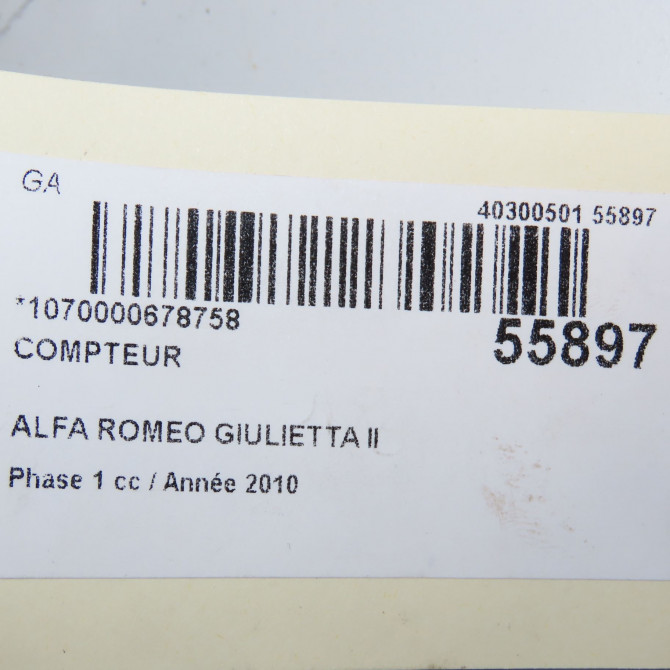 GA
40300501 55897
*1070000678758
55897
COMPTEUR
ALFA ROMEO GIULIETTA II
Phase 1 cc / Année 2010